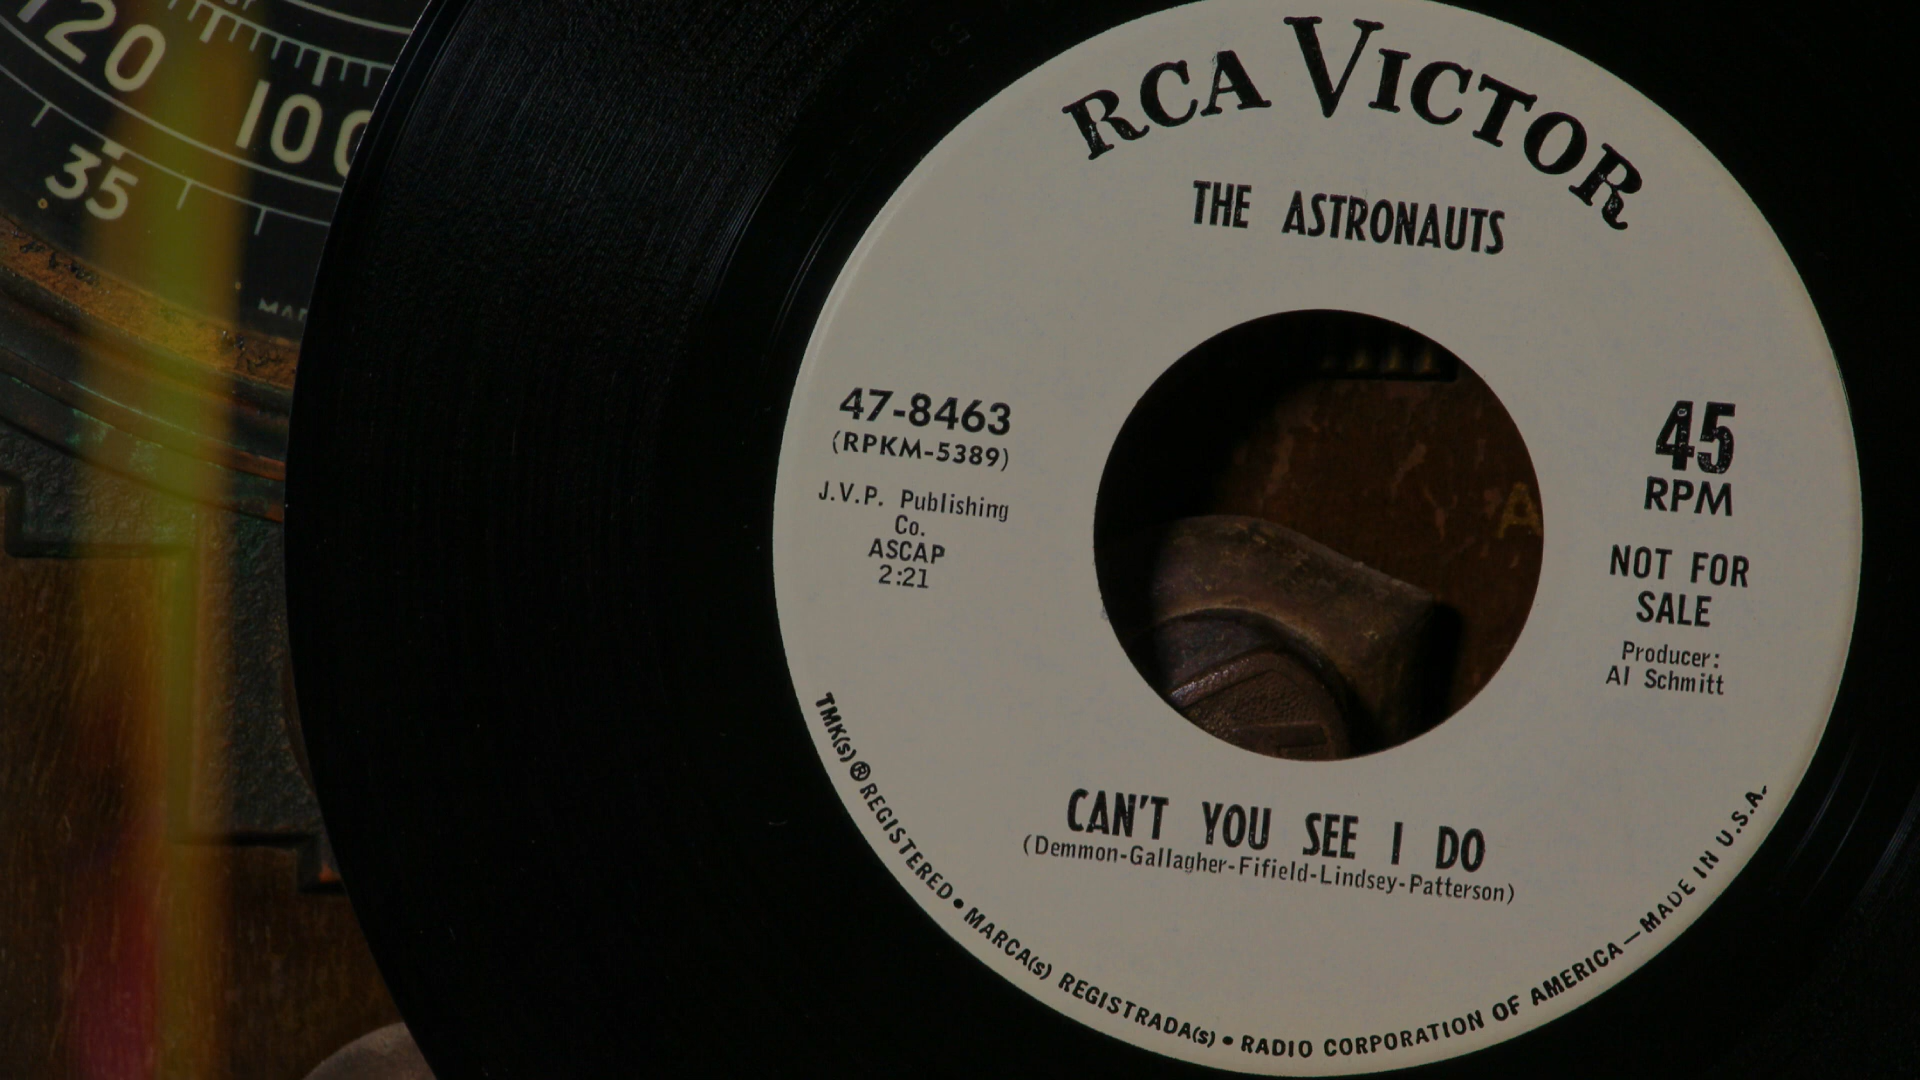 120
100
35
RCA VICTOR
THE ASTRONAUTS
47-8463
(RPKM-5389)
J.V.P. Publishing
Co.
ASCAP
2:21
45
RPM
NOT FOR
SALE
Producer:
Al Schmitt
CAN'T YOU SEE I DO
(Demmon-Gallagher-Fifield-Lindsey-Patterson)
TMK(s)®REGISTERED•MARCA(s) REGISTRADA(s)•RADIO CORPORATION OF AMERICA—MADE IN U.S.A.